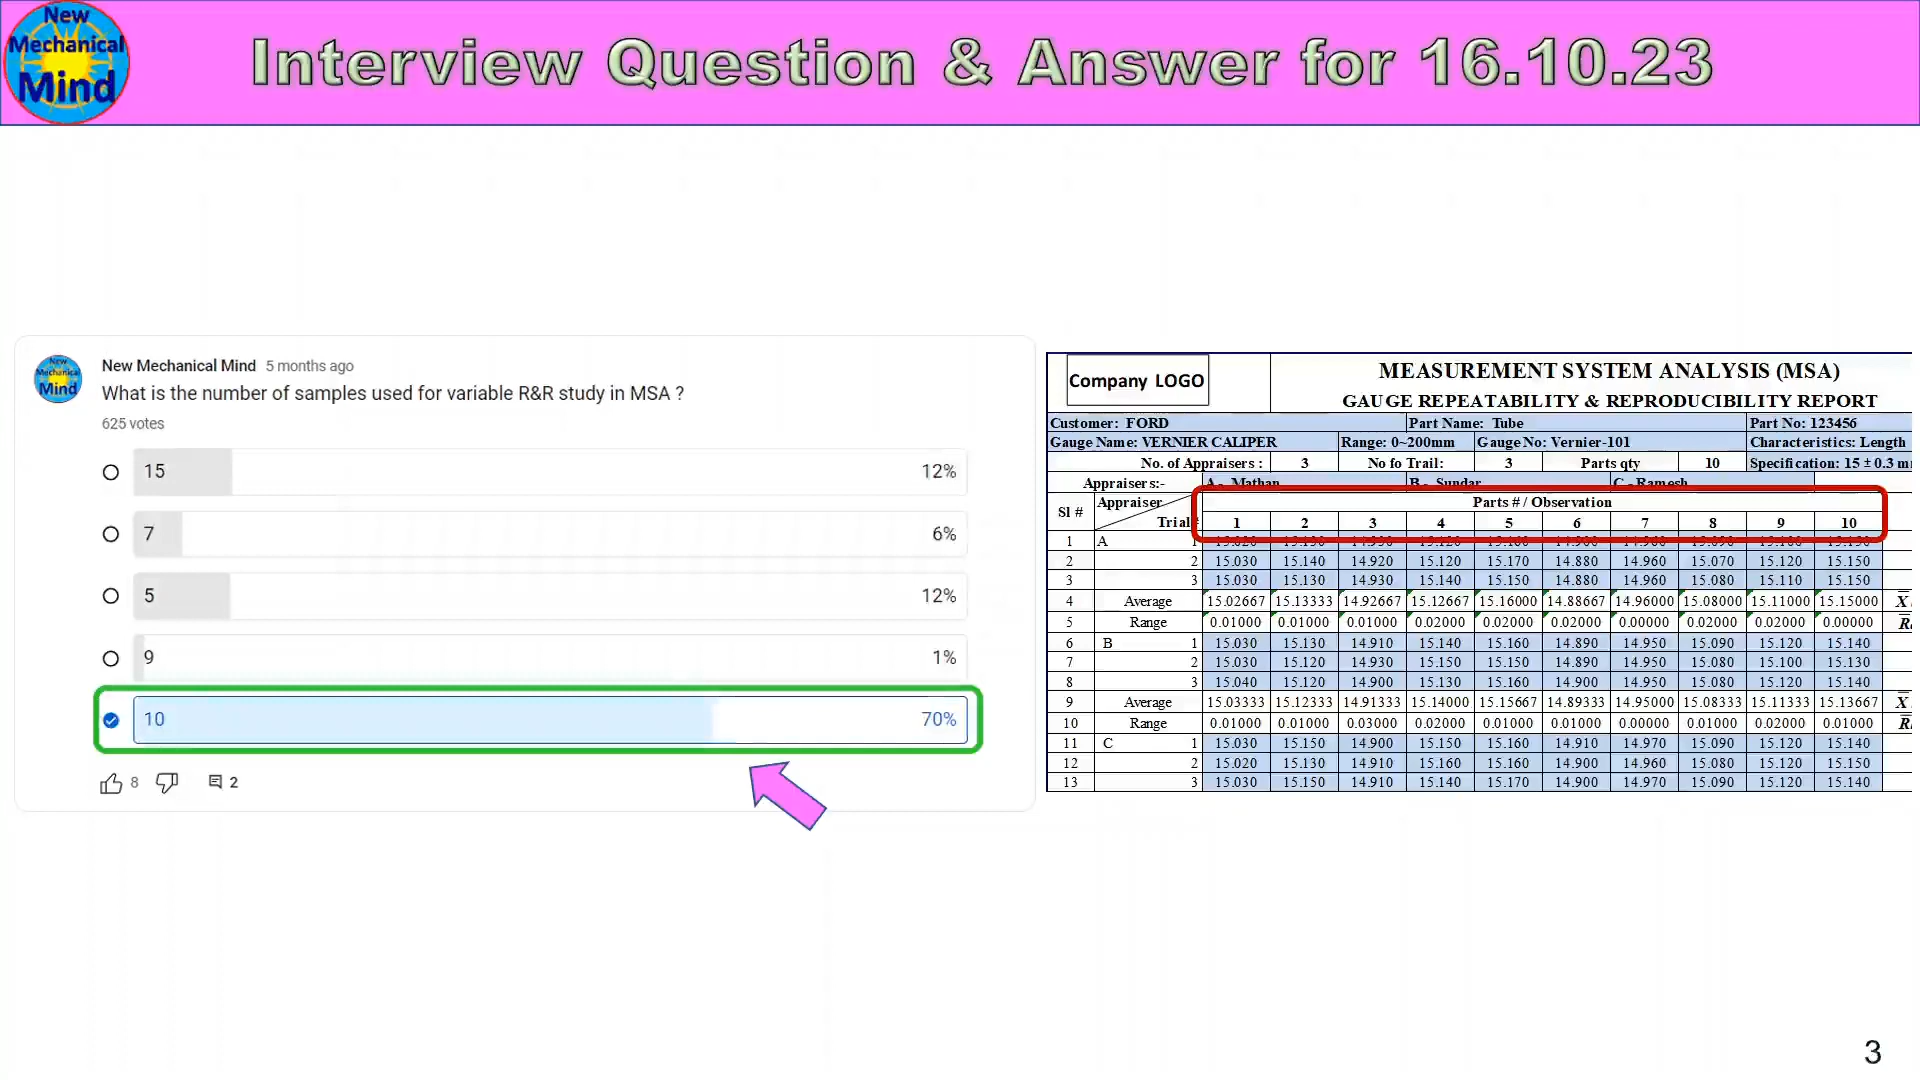 New
Mechanical
Mind
Interview Question & Answer for 16.10.23
New Mechanical Mind 5 months ago
What is the number of samples used for variable R&R study in MSA ?
625 votes
15 12%
7 6%
5 12%
9 1%
10 70%
8 2
Company LOGO
MEASUREMENT SYSTEM ANALYSIS (MSA)
GAUGE REPEATABILITY & REPRODUCIBILITY REPORT
Customer: FORD Part Name: Tube Part No: 123456
Gauge Name: VERNIER CALIPER Range: 0~200mm Gauge No: Vernier-101 Characteristics: Length
No. of Appraisers : 3 No fo Trail: 3 Parts qty 10 Specification: 15 ± 0.3 m
Appraisers:- A - Mathan B - Sundar C - Ramesh
Sl # Appraiser Trial Parts # / Observation
1 2 3 4 5 6 7 8 9 10
1 A 1
2 2 15.030 15.140 14.920 15.120 15.170 14.880 14.960 15.070 15.120 15.150
3 3 15.030 15.130 14.930 15.140 15.150 14.880 14.960 15.080 15.110 15.150
4 Average 15.02667 15.13333 14.92667 15.12667 15.16000 14.88667 14.96000 15.08000 15.11000 15.15000 X
5 Range 0.01000 0.01000 0.01000 0.02000 0.02000 0.02000 0.00000 0.02000 0.02000 0.00000 R
6 B 1 15.030 15.130 14.910 15.140 15.160 14.890 14.950 15.090 15.120 15.140
7 2 15.030 15.120 14.930 15.150 15.150 14.890 14.950 15.080 15.100 15.130
8 3 15.040 15.120 14.900 15.130 15.160 14.900 14.950 15.080 15.120 15.140
9 Average 15.03333 15.12333 14.91333 15.14000 15.15667 14.89333 14.95000 15.08333 15.11333 15.13667 X
10 Range 0.01000 0.01000 0.03000 0.02000 0.01000 0.01000 0.00000 0.01000 0.02000 0.01000 R
11 C 1 15.030 15.150 14.900 15.150 15.160 14.910 14.970 15.090 15.120 15.140
12 2 15.020 15.130 14.910 15.160 15.160 14.900 14.960 15.080 15.120 15.150
13 3 15.030 15.150 14.910 15.140 15.170 14.900 14.970 15.090 15.120 15.140
3